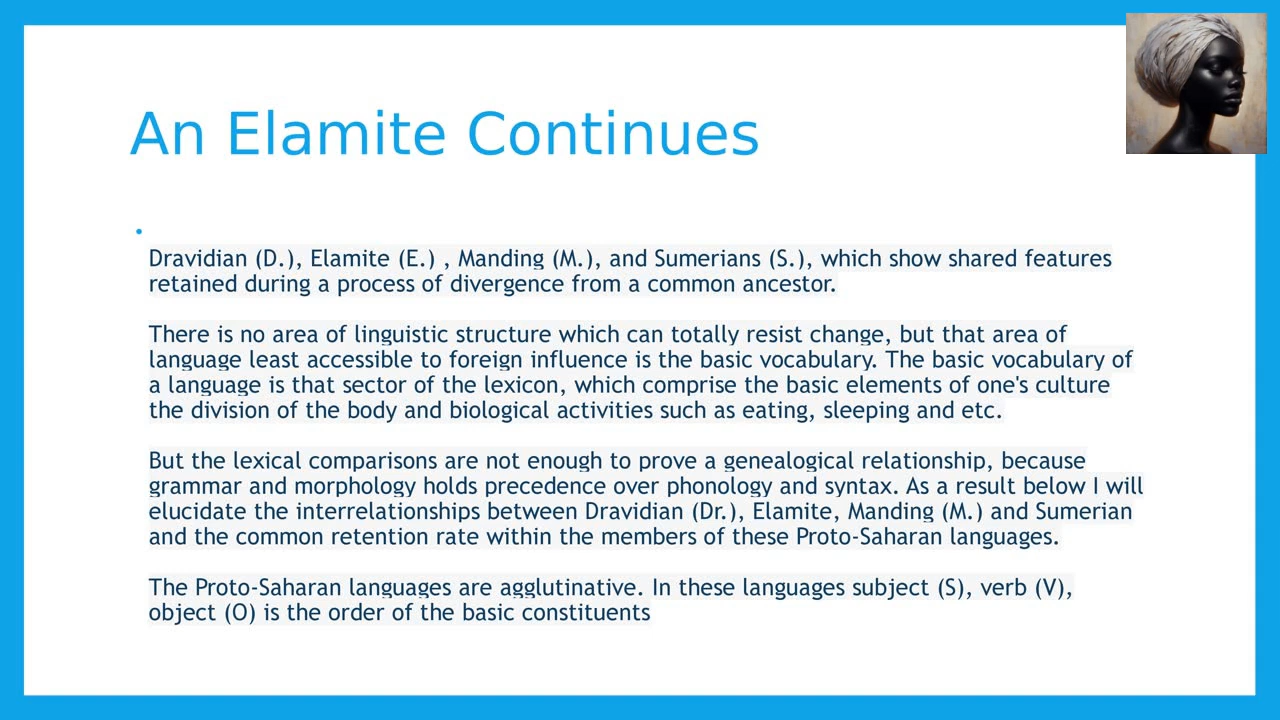 An Elamite Continues
Dravidian (D.), Elamite (E.) , Manding (M.), and Sumerians (S.), which show shared features
retained during a process of divergence from a common ancestor.
There is no area of linguistic structure which can totally resist change, but that area of
language least accessible to foreign influence is the basic vocabulary. The basic vocabulary of
a language is that sector of the lexicon, which comprise the basic elements of one's culture
the division of the body and biological activities such as eating, sleeping and etc.
But the lexical comparisons are not enough to prove a genealogical relationship, because
grammar and morphology holds precedence over phonology and syntax. As a result below I will
elucidate the interrelationships between Dravidian (Dr.), Elamite, Manding (M.) and Sumerian
and the common retention rate within the members of these Proto-Saharan languages.
The Proto-Saharan languages are agglutinative. In these languages subject (S), verb (V),
object (O) is the order of the basic constituents